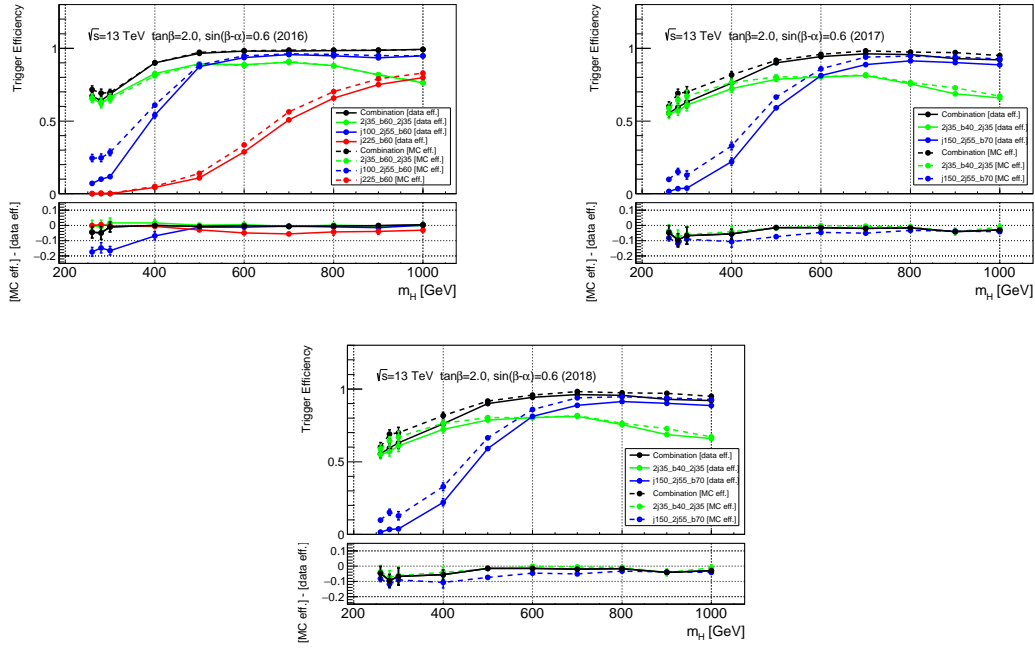 √s=13 TeV tanβ=2.0, sin(β-α)=0.6 (2016)
Trigger Efficiency
1
0.5
0
Combination [data eff.]
2j35_b60_2j35 [data eff.]
j100_2j55_b60 [data eff.]
j225_b60 [data eff.]
Combination [MC eff.]
2j35_b60_2j35 [MC eff.]
j100_2j55_b60 [MC eff.]
j225_b60 [MC eff.]
[MC eff.] - [data eff.]
0.1
0
−0.1
−0.2
200 400 600 800 1000
m_H [GeV]
√s=13 TeV tanβ=2.0, sin(β-α)=0.6 (2017)
Trigger Efficiency
1
0.5
0
Combination [data eff.]
2j35_b40_2j35 [data eff.]
j150_2j55_b70 [data eff.]
Combination [MC eff.]
2j35_b40_2j35 [MC eff.]
j150_2j55_b70 [MC eff.]
[MC eff.] - [data eff.]
0.1
0
−0.1
−0.2
200 400 600 800 1000
m_H [GeV]
√s=13 TeV tanβ=2.0, sin(β-α)=0.6 (2018)
Trigger Efficiency
1
0.5
0
Combination [data eff.]
2j35_b40_2j35 [data eff.]
j150_2j55_b70 [data eff.]
Combination [MC eff.]
2j35_b40_2j35 [MC eff.]
j150_2j55_b70 [MC eff.]
[MC eff.] - [data eff.]
0.1
0
−0.1
−0.2
200 400 600 800 1000
m_H [GeV]